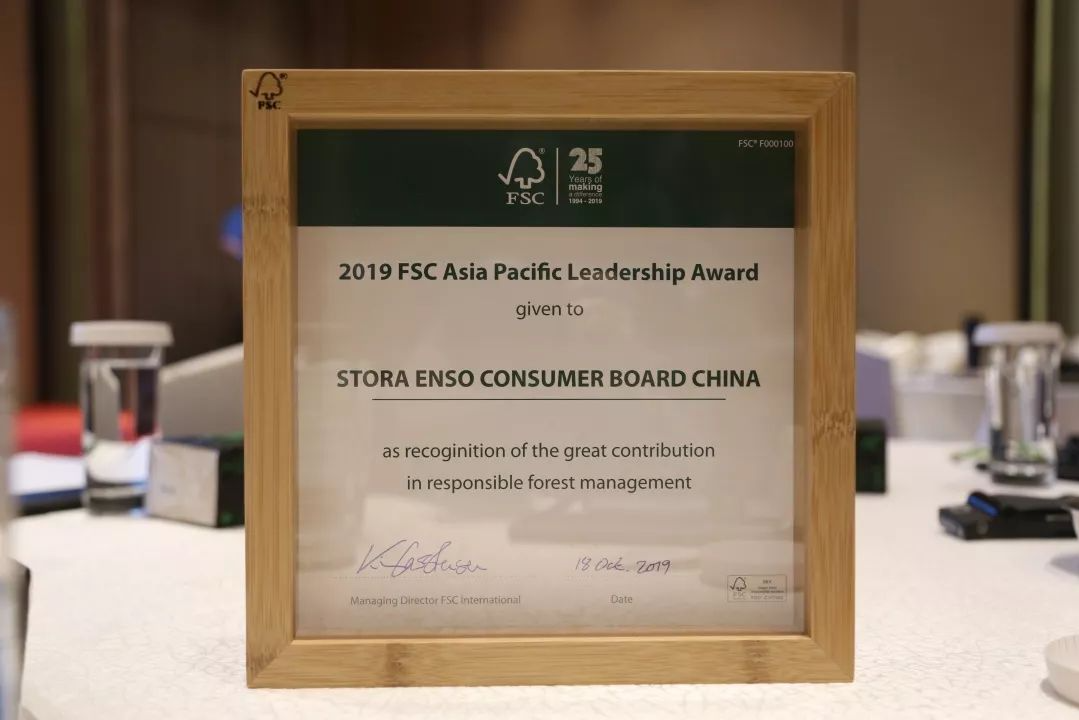 FSC
FSC® F000100
FSC®
25
Years of
making
a difference
1994 - 2019
2019 FSC Asia Pacific Leadership Award
given to
STORA ENSO CONSUMER BOARD CHINA
as recoginition of the great contribution
in responsible forest management
18 Oct. 2019
Managing Director FSC International
Date
FSC
MIX